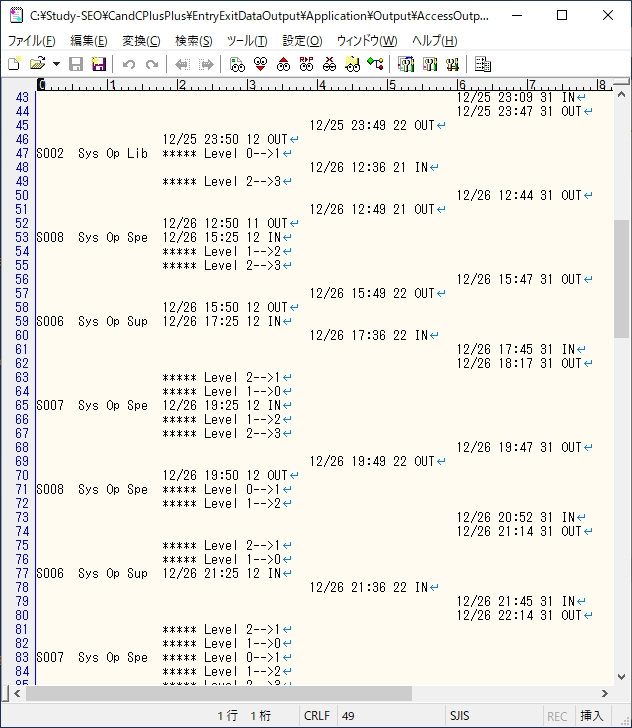 C:¥Study-SEO¥CandCPlusPlus¥EntryExitDataOutput¥Application¥Output¥AccessOutp...
ファイル(F) 編集(E) 変換(C) 検索(S) ツール(T) 設定(O) ウィンドウ(W) ヘルプ(H)
0 1 2 3 4 5 6 7 8
43 12/25 23:09 31 IN↵
44 12/25 23:47 31 OUT↵
45 12/25 23:49 22 OUT↵
46 12/25 23:50 12 OUT↵
47 S002 Sys Op Lib ***** Level 0-->1↵
48 12/26 12:36 21 IN↵
49 ***** Level 2-->3↵
50 12/26 12:44 31 OUT↵
51 12/26 12:49 21 OUT↵
52 12/26 12:50 11 OUT↵
53 S008 Sys Op Spe 12/26 15:25 12 IN↵
54 ***** Level 1-->2↵
55 ***** Level 2-->3↵
56 12/26 15:47 31 OUT↵
57 12/26 15:49 22 OUT↵
58 12/26 15:50 12 OUT↵
59 S006 Sys Op Sup 12/26 17:25 12 IN↵
60 12/26 17:36 22 IN↵
61 12/26 17:45 31 IN↵
62 12/26 18:17 31 OUT↵
63 ***** Level 2-->1↵
64 ***** Level 1-->0↵
65 S007 Sys Op Spe 12/26 19:25 12 IN↵
66 ***** Level 1-->2↵
67 ***** Level 2-->3↵
68 12/26 19:47 31 OUT↵
69 12/26 19:49 22 OUT↵
70 12/26 19:50 12 OUT↵
71 S008 Sys Op Spe ***** Level 0-->1↵
72 ***** Level 1-->2↵
73 12/26 20:52 31 IN↵
74 12/26 21:14 31 OUT↵
75 ***** Level 2-->1↵
76 ***** Level 1-->0↵
77 S006 Sys Op Sup 12/26 21:25 12 IN↵
78 12/26 21:36 22 IN↵
79 12/26 21:45 31 IN↵
80 12/26 22:14 31 OUT↵
81 ***** Level 2-->1↵
82 ***** Level 1-->0↵
83 S007 Sys Op Spe ***** Level 0-->1↵
84 ***** Level 1-->2↵
85 ***** Level 2-->3↵
1 行 1 桁 CRLF 49 SJIS REC 挿入